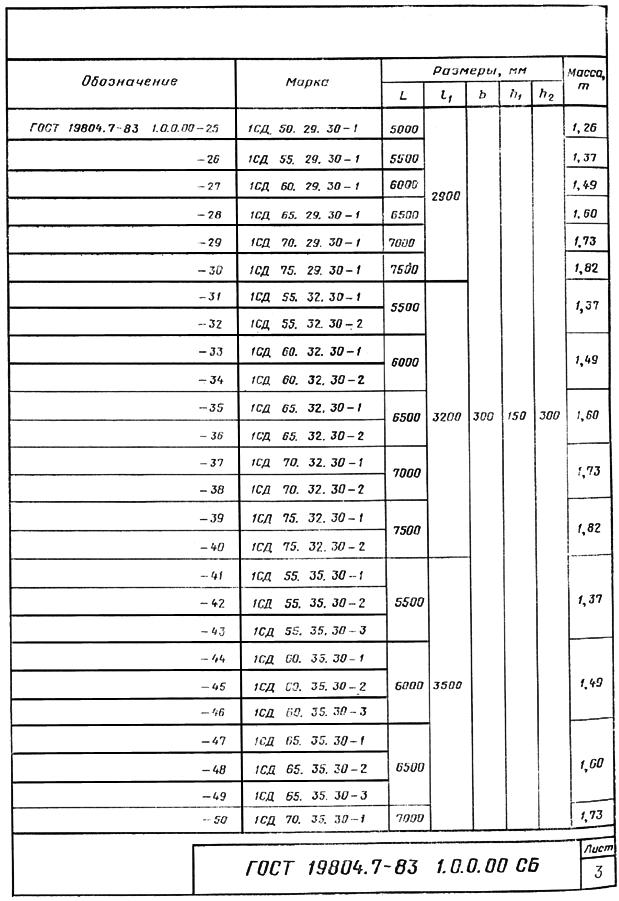 Обозначение Марка Размеры, мм Масса, т
L l₁ b h₁ h₂
ГОСТ 19804.7-83 1.0.0.00-25 1СД 50. 29. 30-1 5000 2900 300 150 300 1,26
-26 1СД 55. 29. 30-1 5500 1,37
-27 1СД 60. 29. 30-1 6000 1,49
-28 1СД 65. 29. 30-1 6500 1,60
-29 1СД 70. 29. 30-1 7000 1,73
-30 1СД 75. 29. 30-1 7500 1,82
-31 1СД 55. 32. 30-1 5500 3200 1,37
-32 1СД 55. 32. 30-2
-33 1СД 60. 32. 30-1 6000 1,49
-34 1СД 60. 32. 30-2
-35 1СД 65. 32. 30-1 6500 1,60
-36 1СД 65. 32. 30-2
-37 1СД 70. 32. 30-1 7000 1,73
-38 1СД 70. 32. 30-2
-39 1СД 75. 32. 30-1 7500 1,82
-40 1СД 75. 32. 30-2
-41 1СД 55. 35. 30-1 5500 3500 1,37
-42 1СД 55. 35. 30-2
-43 1СД 55. 35. 30-3
-44 1СД 60. 35. 30-1 6000 1,49
-45 1СД 60. 35. 30-2
-46 1СД 60. 35. 30-3
-47 1СД 65. 35. 30-1 6500 1,60
-48 1СД 65. 35. 30-2
-49 1СД 65. 35. 30-3
-50 1СД 70. 35. 30-1 7000 1,73
ГОСТ 19804.7-83 1.0.0.00 СБ
Лист
3